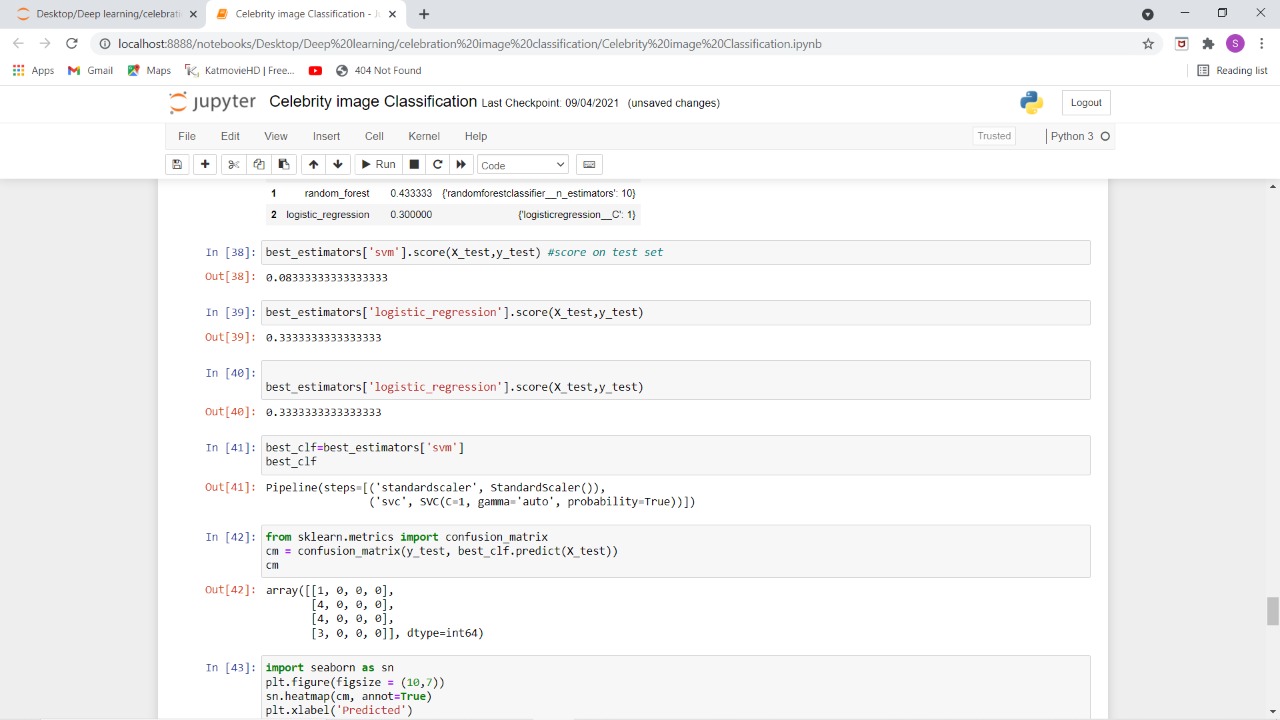 Desktop/Deep learning/celebrati
Celebrity image Classification - J
localhost:8888/notebooks/Desktop/Deep%20learning/celebration%20image%20classification/Celebrity%20image%20Classification.ipynb
S
Apps
Gmail
Maps
KatmovieHD | Free...
404 Not Found
Reading list
jupyter Celebrity image Classification Last Checkpoint: 09/04/2021 (unsaved changes)
Logout
File Edit View Insert Cell Kernel Help
Trusted
Python 3
Run
Code
1 random_forest 0.433333 {'randomforestclassifier__n_estimators': 10}
2 logistic_regression 0.300000 {'logisticregression__C': 1}
In [38]: best_estimators['svm'].score(X_test,y_test) #score on test set
Out[38]: 0.08333333333333333
In [39]: best_estimators['logistic_regression'].score(X_test,y_test)
Out[39]: 0.3333333333333333
In [40]:
best_estimators['logistic_regression'].score(X_test,y_test)
Out[40]: 0.3333333333333333
In [41]: best_clf=best_estimators['svm']
best_clf
Out[41]: Pipeline(steps=[('standardscaler', StandardScaler()),
('svc', SVC(C=1, gamma='auto', probability=True))])
In [42]: from sklearn.metrics import confusion_matrix
cm = confusion_matrix(y_test, best_clf.predict(X_test))
cm
Out[42]: array([[1, 0, 0, 0],
[4, 0, 0, 0],
[4, 0, 0, 0],
[3, 0, 0, 0]], dtype=int64)
In [43]: import seaborn as sn
plt.figure(figsize = (10,7))
sn.heatmap(cm, annot=True)
plt.xlabel('Predicted')